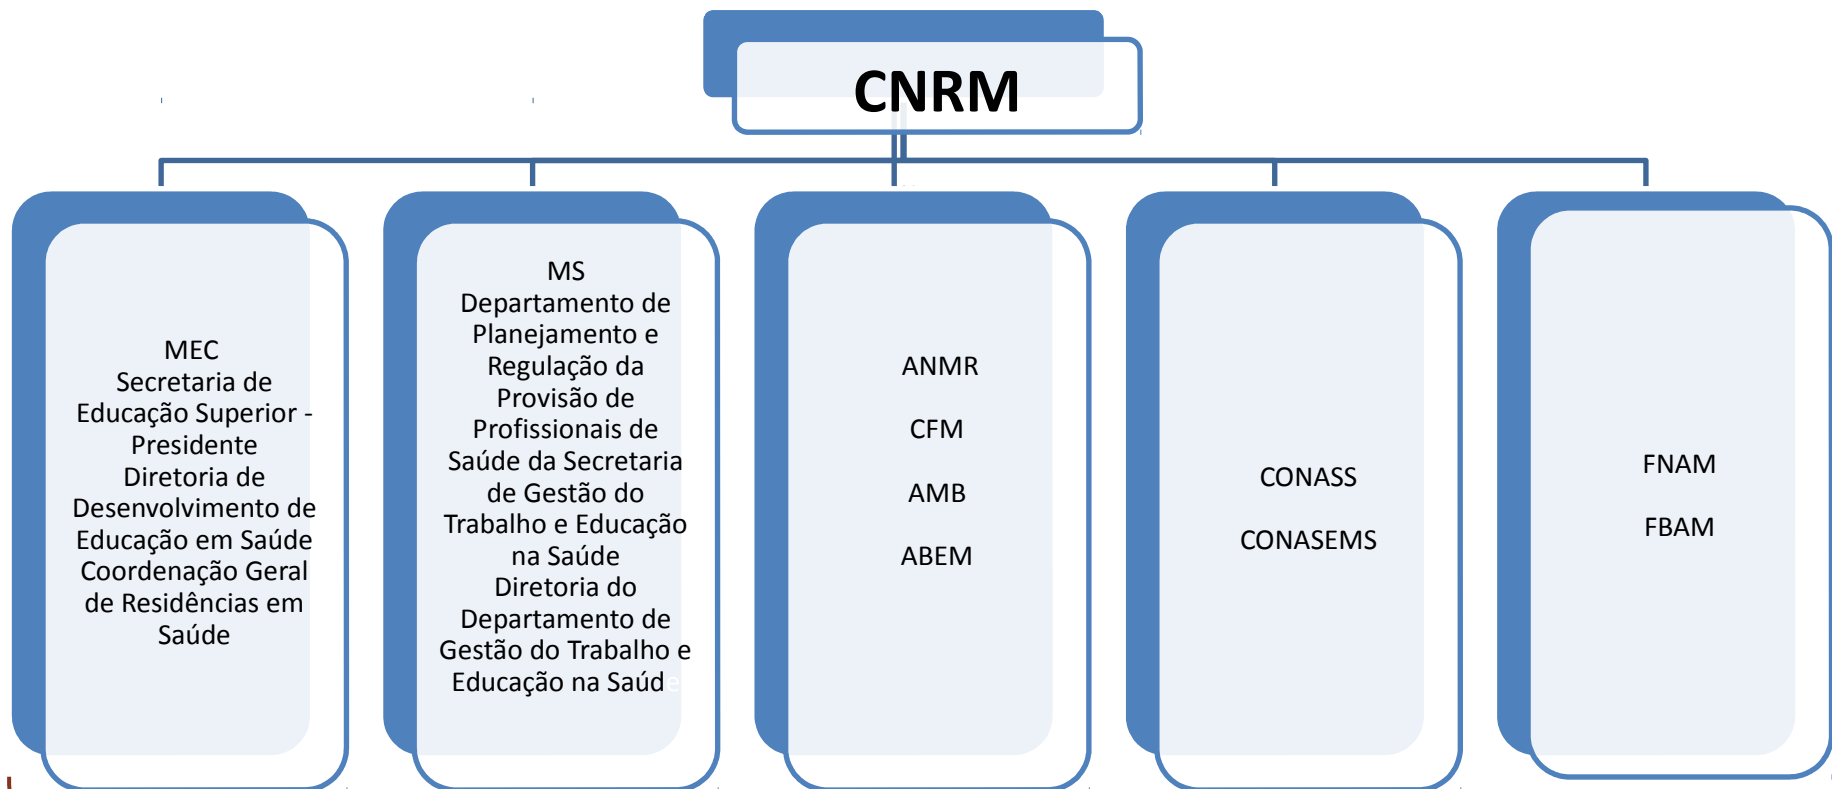 CNRM
MEC
Secretaria de
Educação Superior -
Presidente
Diretoria de
Desenvolvimento de
Educação em Saúde
Coordenação Geral
de Residências em
Saúde
MS
Departamento de
Planejamento e
Regulação da
Provisão de
Profissionais de
Saúde da Secretaria
de Gestão do
Trabalho e Educação
na Saúde
Diretoria do
Departamento de
Gestão do Trabalho e
Educação na Saúde
ANMR
CFM
AMB
ABEM
CONASS
CONASEMS
FNAM
FBAM